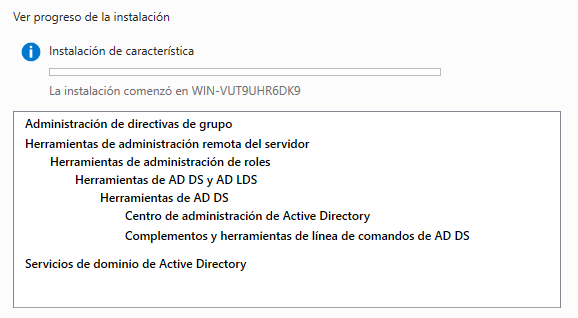 Ver progreso de la instalación
Instalación de característica
La instalación comenzó en WIN-VUT9UHR6DK9
Administración de directivas de grupo
Herramientas de administración remota del servidor
Herramientas de administración de roles
Herramientas de AD DS y AD LDS
Herramientas de AD DS
Centro de administración de Active Directory
Complementos y herramientas de línea de comandos de AD DS
Servicios de dominio de Active Directory